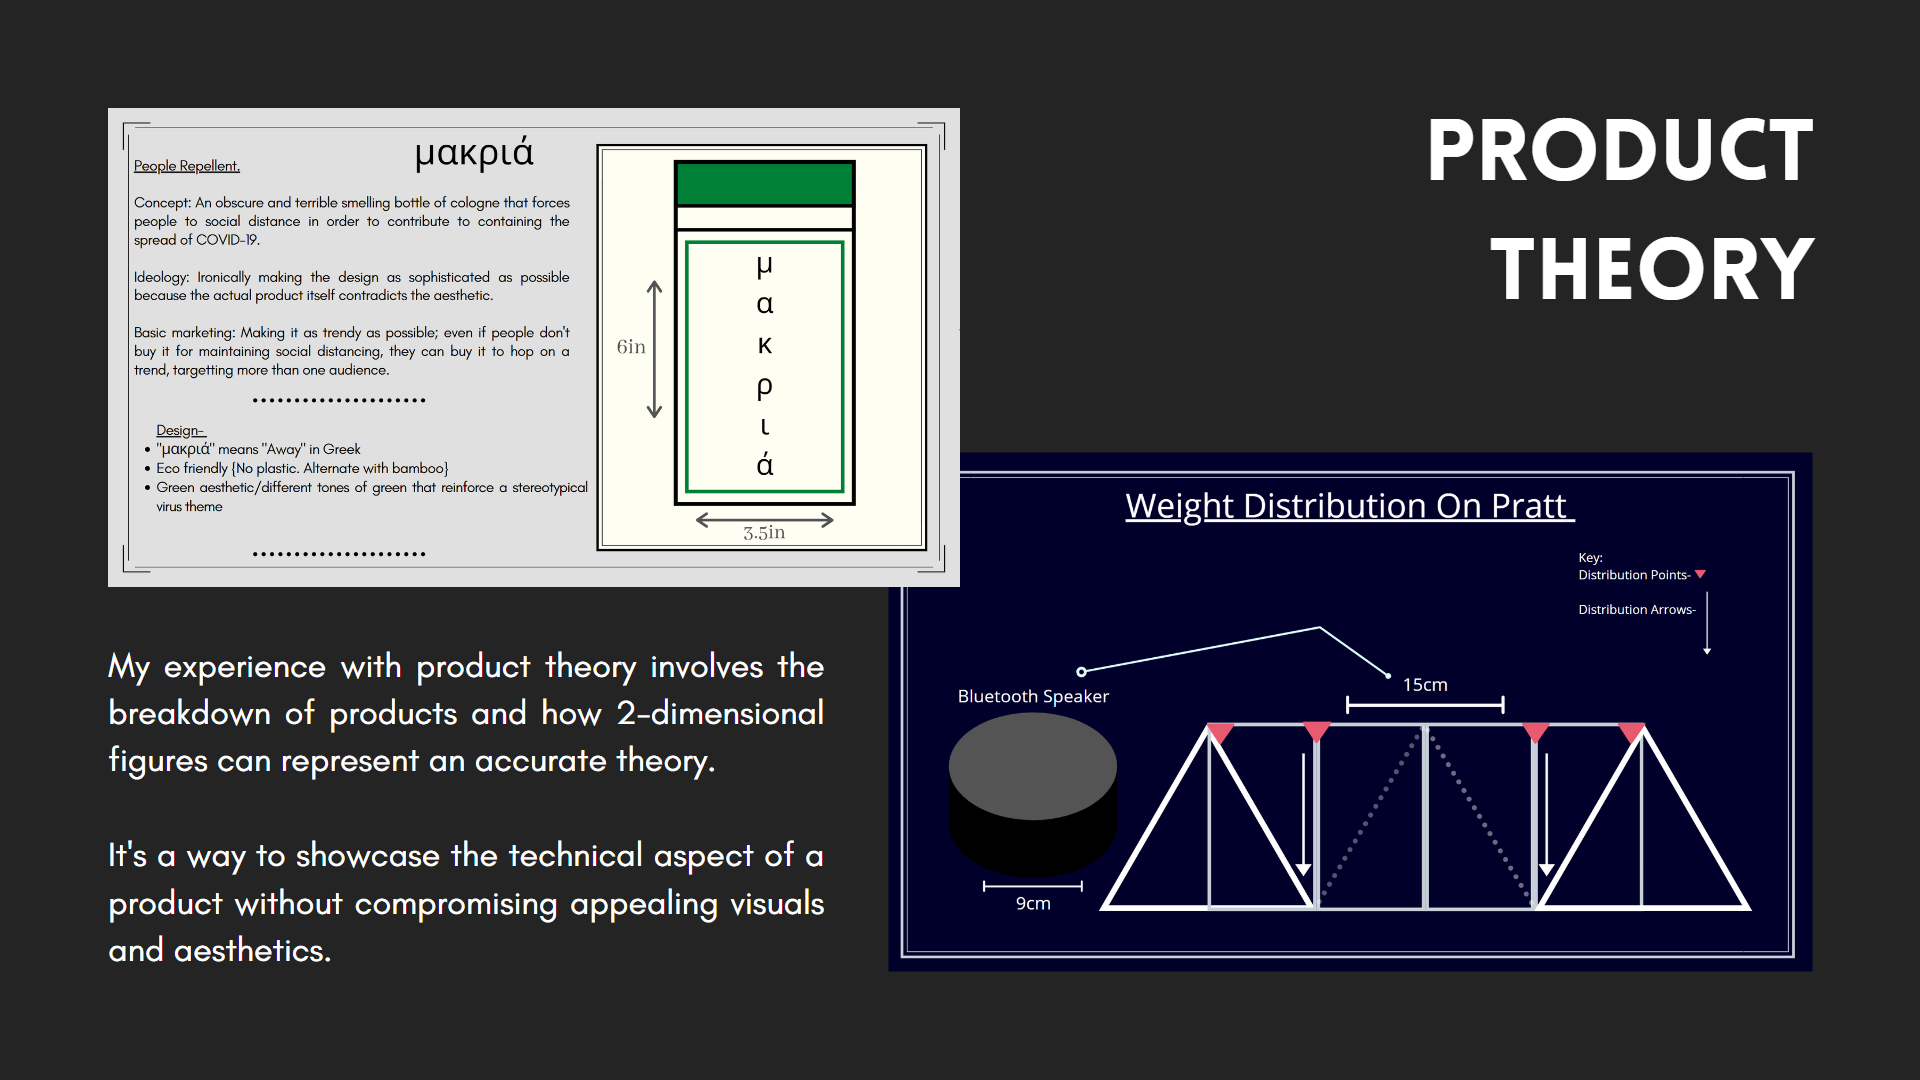 PRODUCT
THEORY
μακριά
People Repellent.
Concept: An obscure and terrible smelling bottle of cologne that forces
people to social distance in order to contribute to containing the
spread of COVID-19.
Ideology: Ironically making the design as sophisticated as possible
because the actual product itself contradicts the aesthetic.
Basic marketing: Making it as trendy as possible; even if people don't
buy it for maintaining social distancing, they can buy it to hop on a
trend, targetting more than one audience.
Design-
"μακριά" means "Away" in Greek
Eco friendly {No plastic. Alternate with bamboo}
Green aesthetic/different tones of green that reinforce a stereotypical
virus theme
μ
α
κ
ρ
ι
ά
6in
3.5in
Weight Distribution On Pratt
Key:
Distribution Points-
Distribution Arrows-
Bluetooth Speaker
15cm
9cm
My experience with product theory involves the
breakdown of products and how 2-dimensional
figures can represent an accurate theory.
It's a way to showcase the technical aspect of a
product without compromising appealing visuals
and aesthetics.